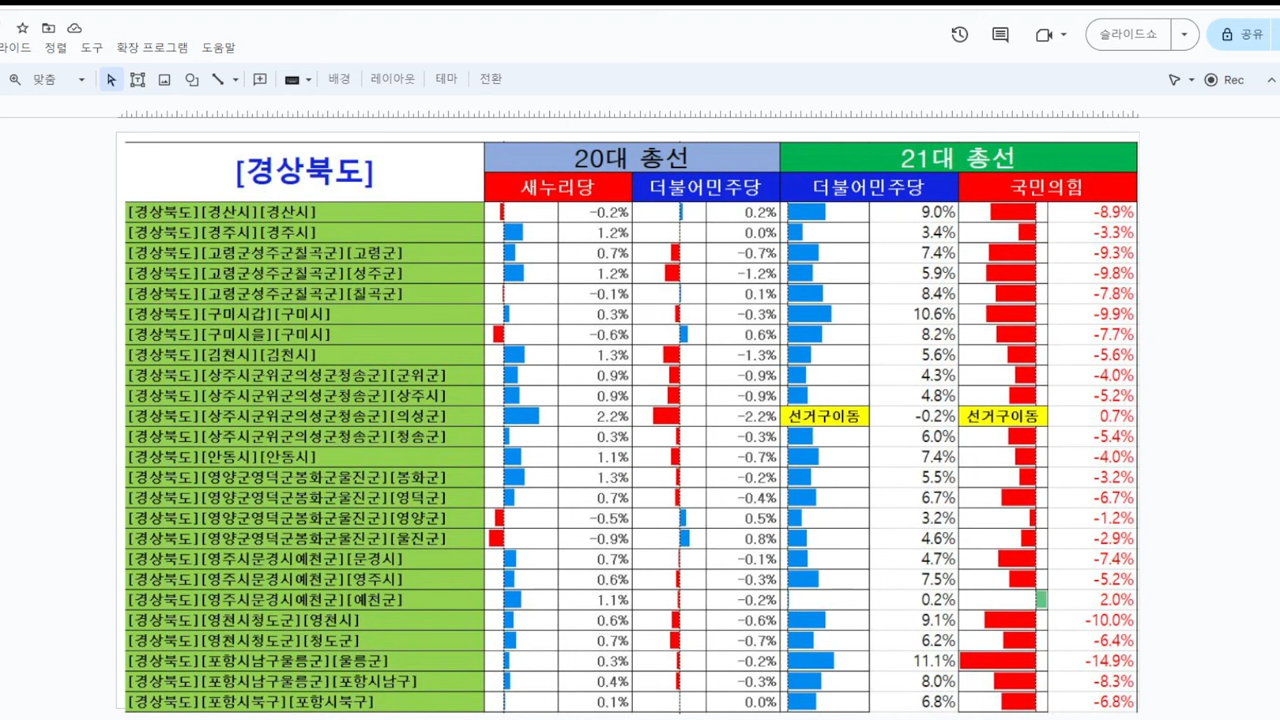 라이드 정렬 도구 확장 프로그램 도움말
슬라이드쇼 공유
맞춤 배경 레이아웃 테마 전환 Rec
[경상북도] 20대 총선 21대 총선
새누리당 더불어민주당 더불어민주당 국민의힘
[경상북도][경산시][경산시] -0.2% 0.2% 9.0% -8.9%
[경상북도][경주시][경주시] 1.2% 0.0% 3.4% -3.3%
[경상북도][고령군성주군칠곡군][고령군] 0.7% -0.7% 7.4% -9.3%
[경상북도][고령군성주군칠곡군][성주군] 1.2% -1.2% 5.9% -9.8%
[경상북도][고령군성주군칠곡군][칠곡군] -0.1% 0.1% 8.4% -7.8%
[경상북도][구미시갑][구미시] 0.3% -0.3% 10.6% -9.9%
[경상북도][구미시을][구미시] -0.6% 0.6% 8.2% -7.7%
[경상북도][김천시][김천시] 1.3% -1.3% 5.6% -5.6%
[경상북도][상주시군위군의성군청송군][군위군] 0.9% -0.9% 4.3% -4.0%
[경상북도][상주시군위군의성군청송군][상주시] 0.9% -0.9% 4.8% -5.2%
[경상북도][상주시군위군의성군청송군][의성군] 2.2% -2.2% 선거구이동 -0.2% 선거구이동 0.7%
[경상북도][상주시군위군의성군청송군][청송군] 0.3% -0.3% 6.0% -5.4%
[경상북도][안동시][안동시] 1.1% -0.7% 7.4% -4.0%
[경상북도][영양군영덕군봉화군울진군][봉화군] 1.3% -0.2% 5.5% -3.2%
[경상북도][영양군영덕군봉화군울진군][영덕군] 0.7% -0.4% 6.7% -6.7%
[경상북도][영양군영덕군봉화군울진군][영양군] -0.5% 0.5% 3.2% -1.2%
[경상북도][영양군영덕군봉화군울진군][울진군] -0.9% 0.8% 4.6% -2.9%
[경상북도][영주시문경시예천군][문경시] 0.7% -0.1% 4.7% -7.4%
[경상북도][영주시문경시예천군][영주시] 0.6% -0.3% 7.5% -5.2%
[경상북도][영주시문경시예천군][예천군] 1.1% -0.2% 0.2% 2.0%
[경상북도][영천시청도군][영천시] 0.6% -0.6% 9.1% -10.0%
[경상북도][영천시청도군][청도군] 0.7% -0.7% 6.2% -6.4%
[경상북도][포항시남구울릉군][울릉군] 0.3% -0.2% 11.1% -14.9%
[경상북도][포항시남구울릉군][포항시남구] 0.4% -0.3% 8.0% -8.3%
[경상북도][포항시북구][포항시북구] 0.1% 0.0% 6.8% -6.8%